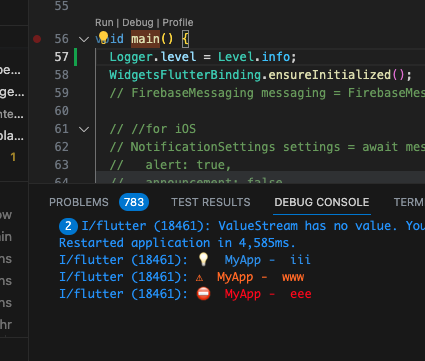 55
Run | Debug | Profile
56 void main() {
57 Logger.level = Level.info;
58 WidgetsFlutterBinding.ensureInitialized();
59 // FirebaseMessaging messaging = FirebaseMes
60
61 // //for iOS
62 // NotificationSettings settings = await mes
63 // alert: true,
64 // announcement: false
pe...
ge...
nte...
pla...
1
ow
in
ns
ns
ns
hr
PROBLEMS 783 TEST RESULTS DEBUG CONSOLE TERM
2 I/flutter (18461): ValueStream has no value. You
Restarted application in 4,585ms.
I/flutter (18461): 💡 MyApp - iii
I/flutter (18461): ⚠ MyApp - www
I/flutter (18461): ⛔ MyApp - eee